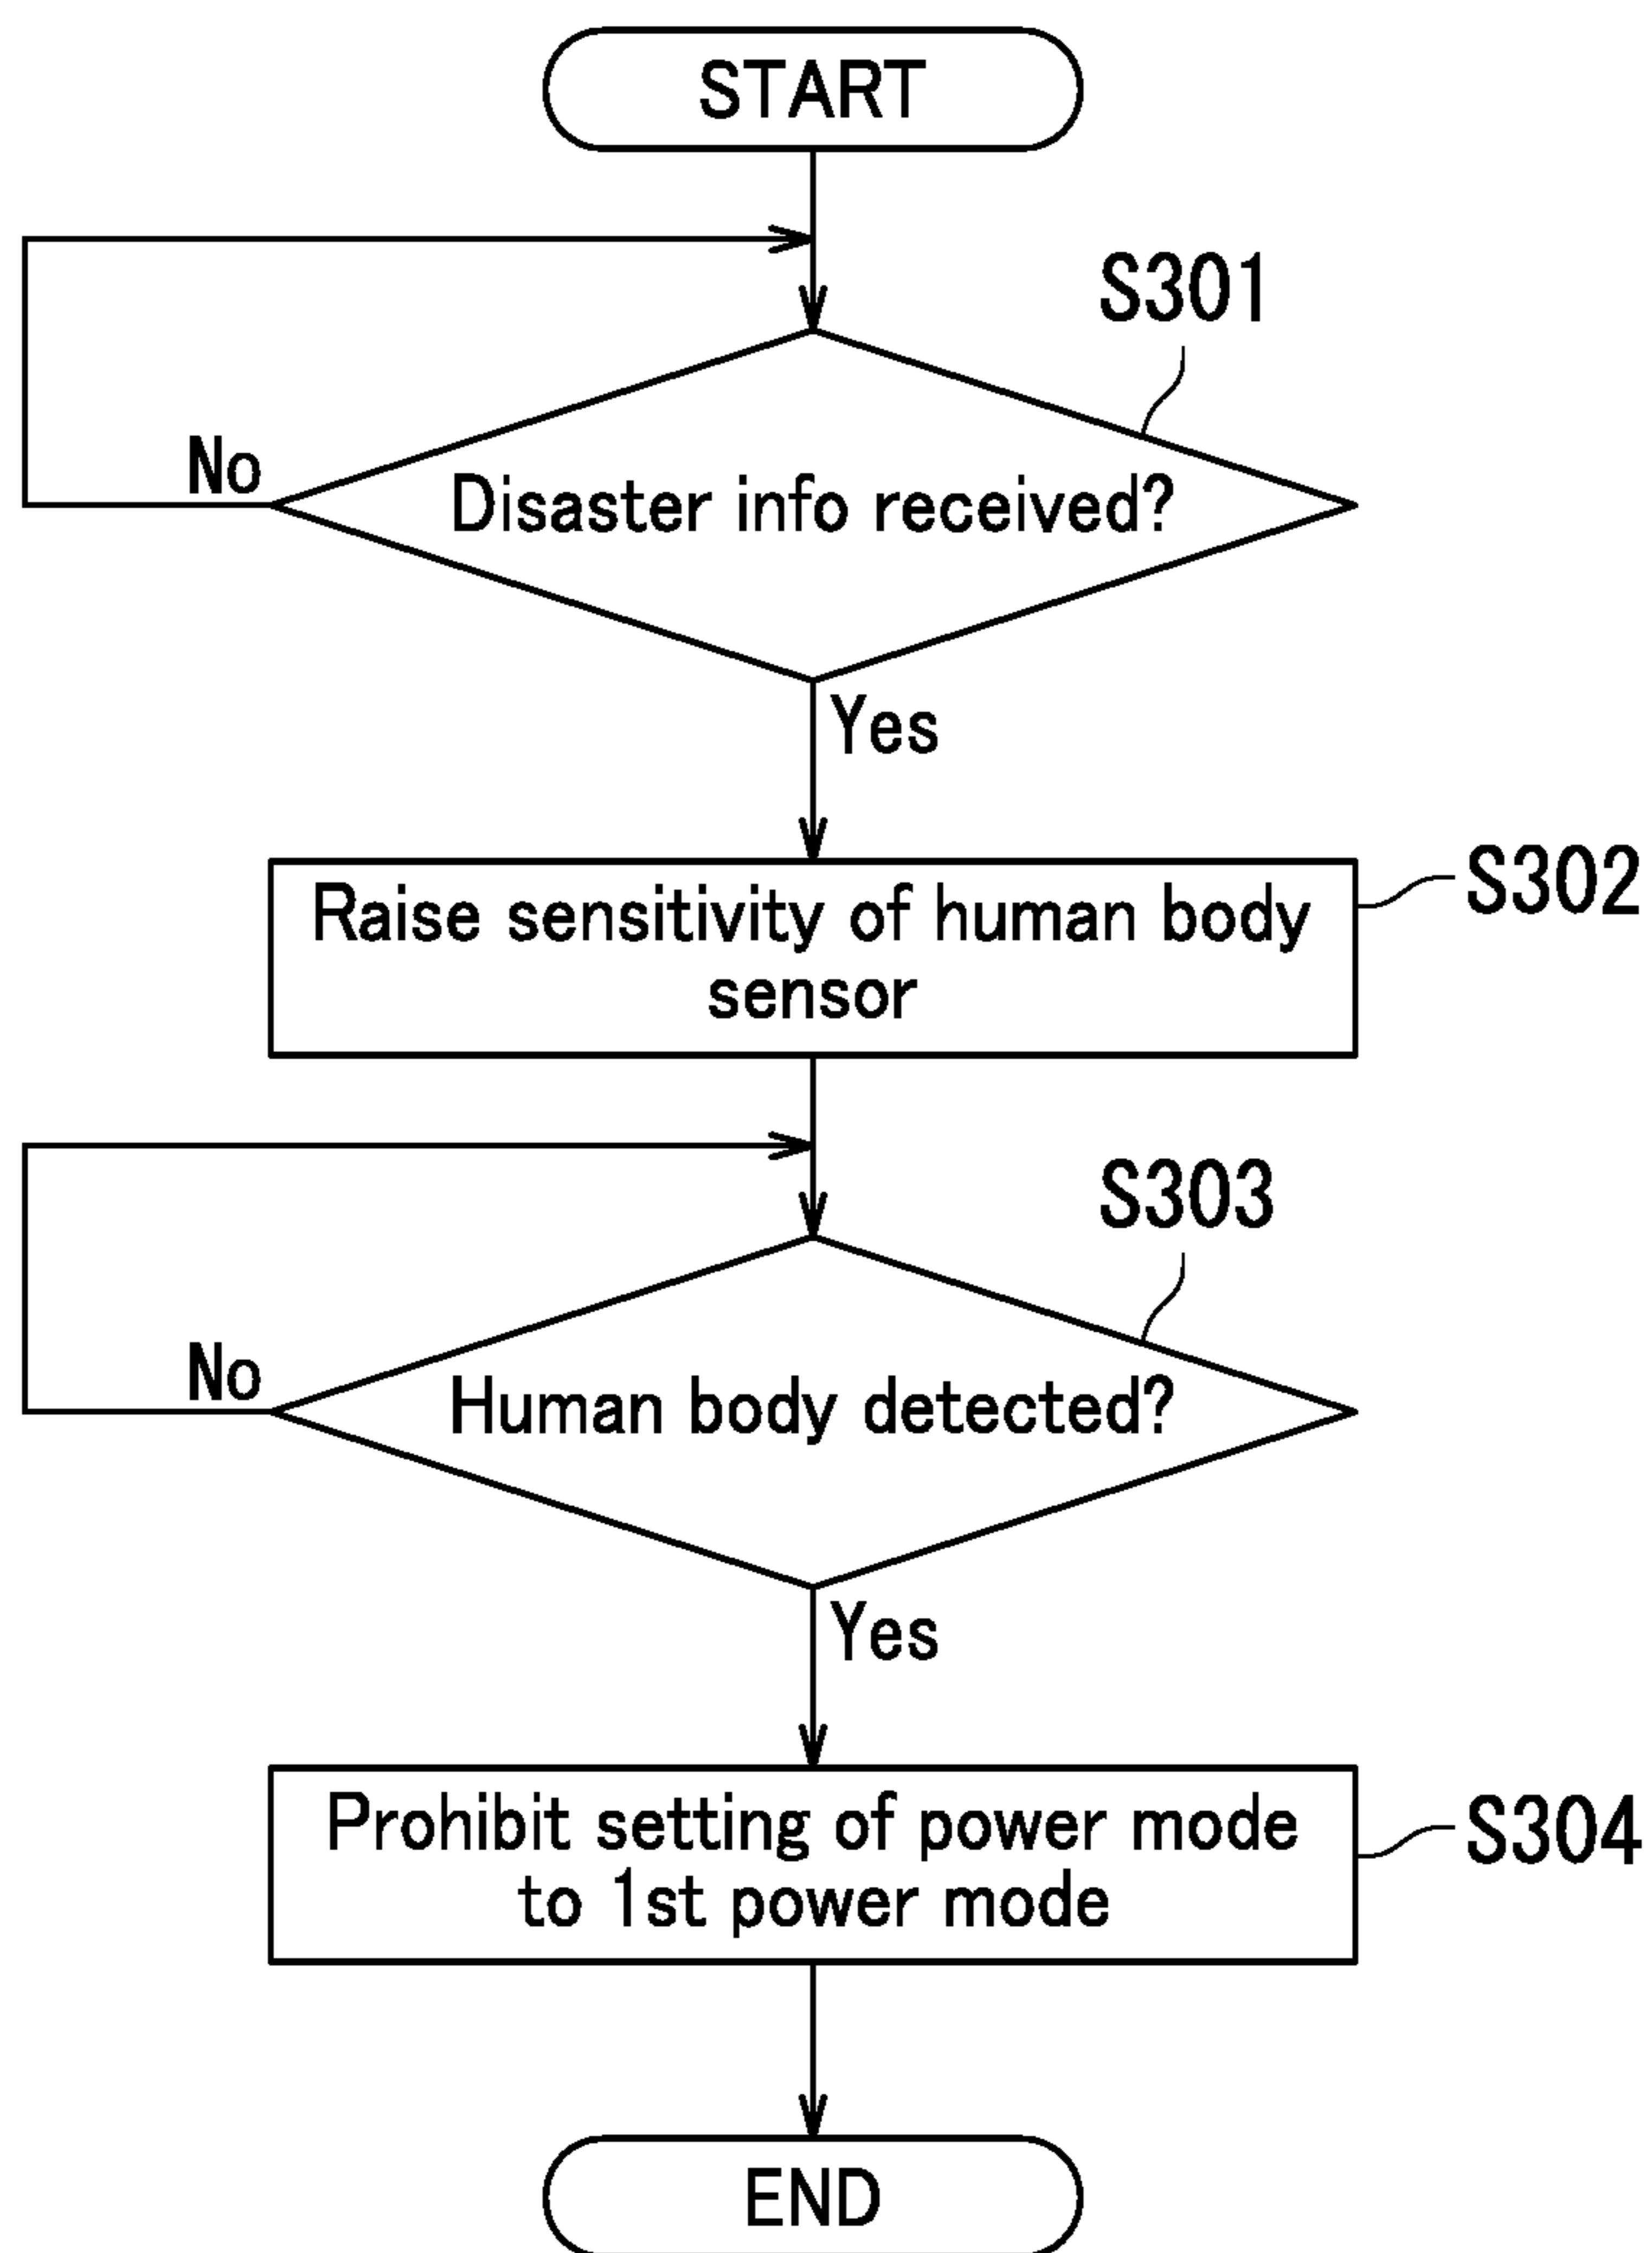 START
S301
No
Disaster info received?
Yes
S302
Raise sensitivity of human body
sensor
S303
No
Human body detected?
Yes
S304
Prohibit setting of power mode
to 1st power mode
END